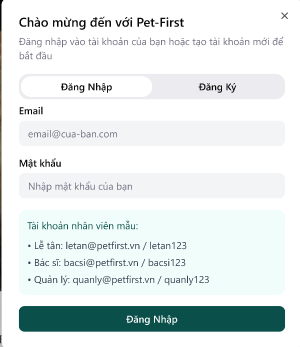 Chào mừng đến với Pet-First
Đăng nhập vào tài khoản của bạn hoặc tạo tài khoản mới để
bắt đầu
Đăng Nhập
Đăng Ký
Email
email@cua-ban.com
Mật khẩu
Nhập mật khẩu của bạn
Tài khoản nhân viên mẫu:
• Lễ tân: letan@petfirst.vn / letan123
• Bác sĩ: bacsi@petfirst.vn / bacsi123
• Quản lý: quanly@petfirst.vn / quanly123
Đăng Nhập